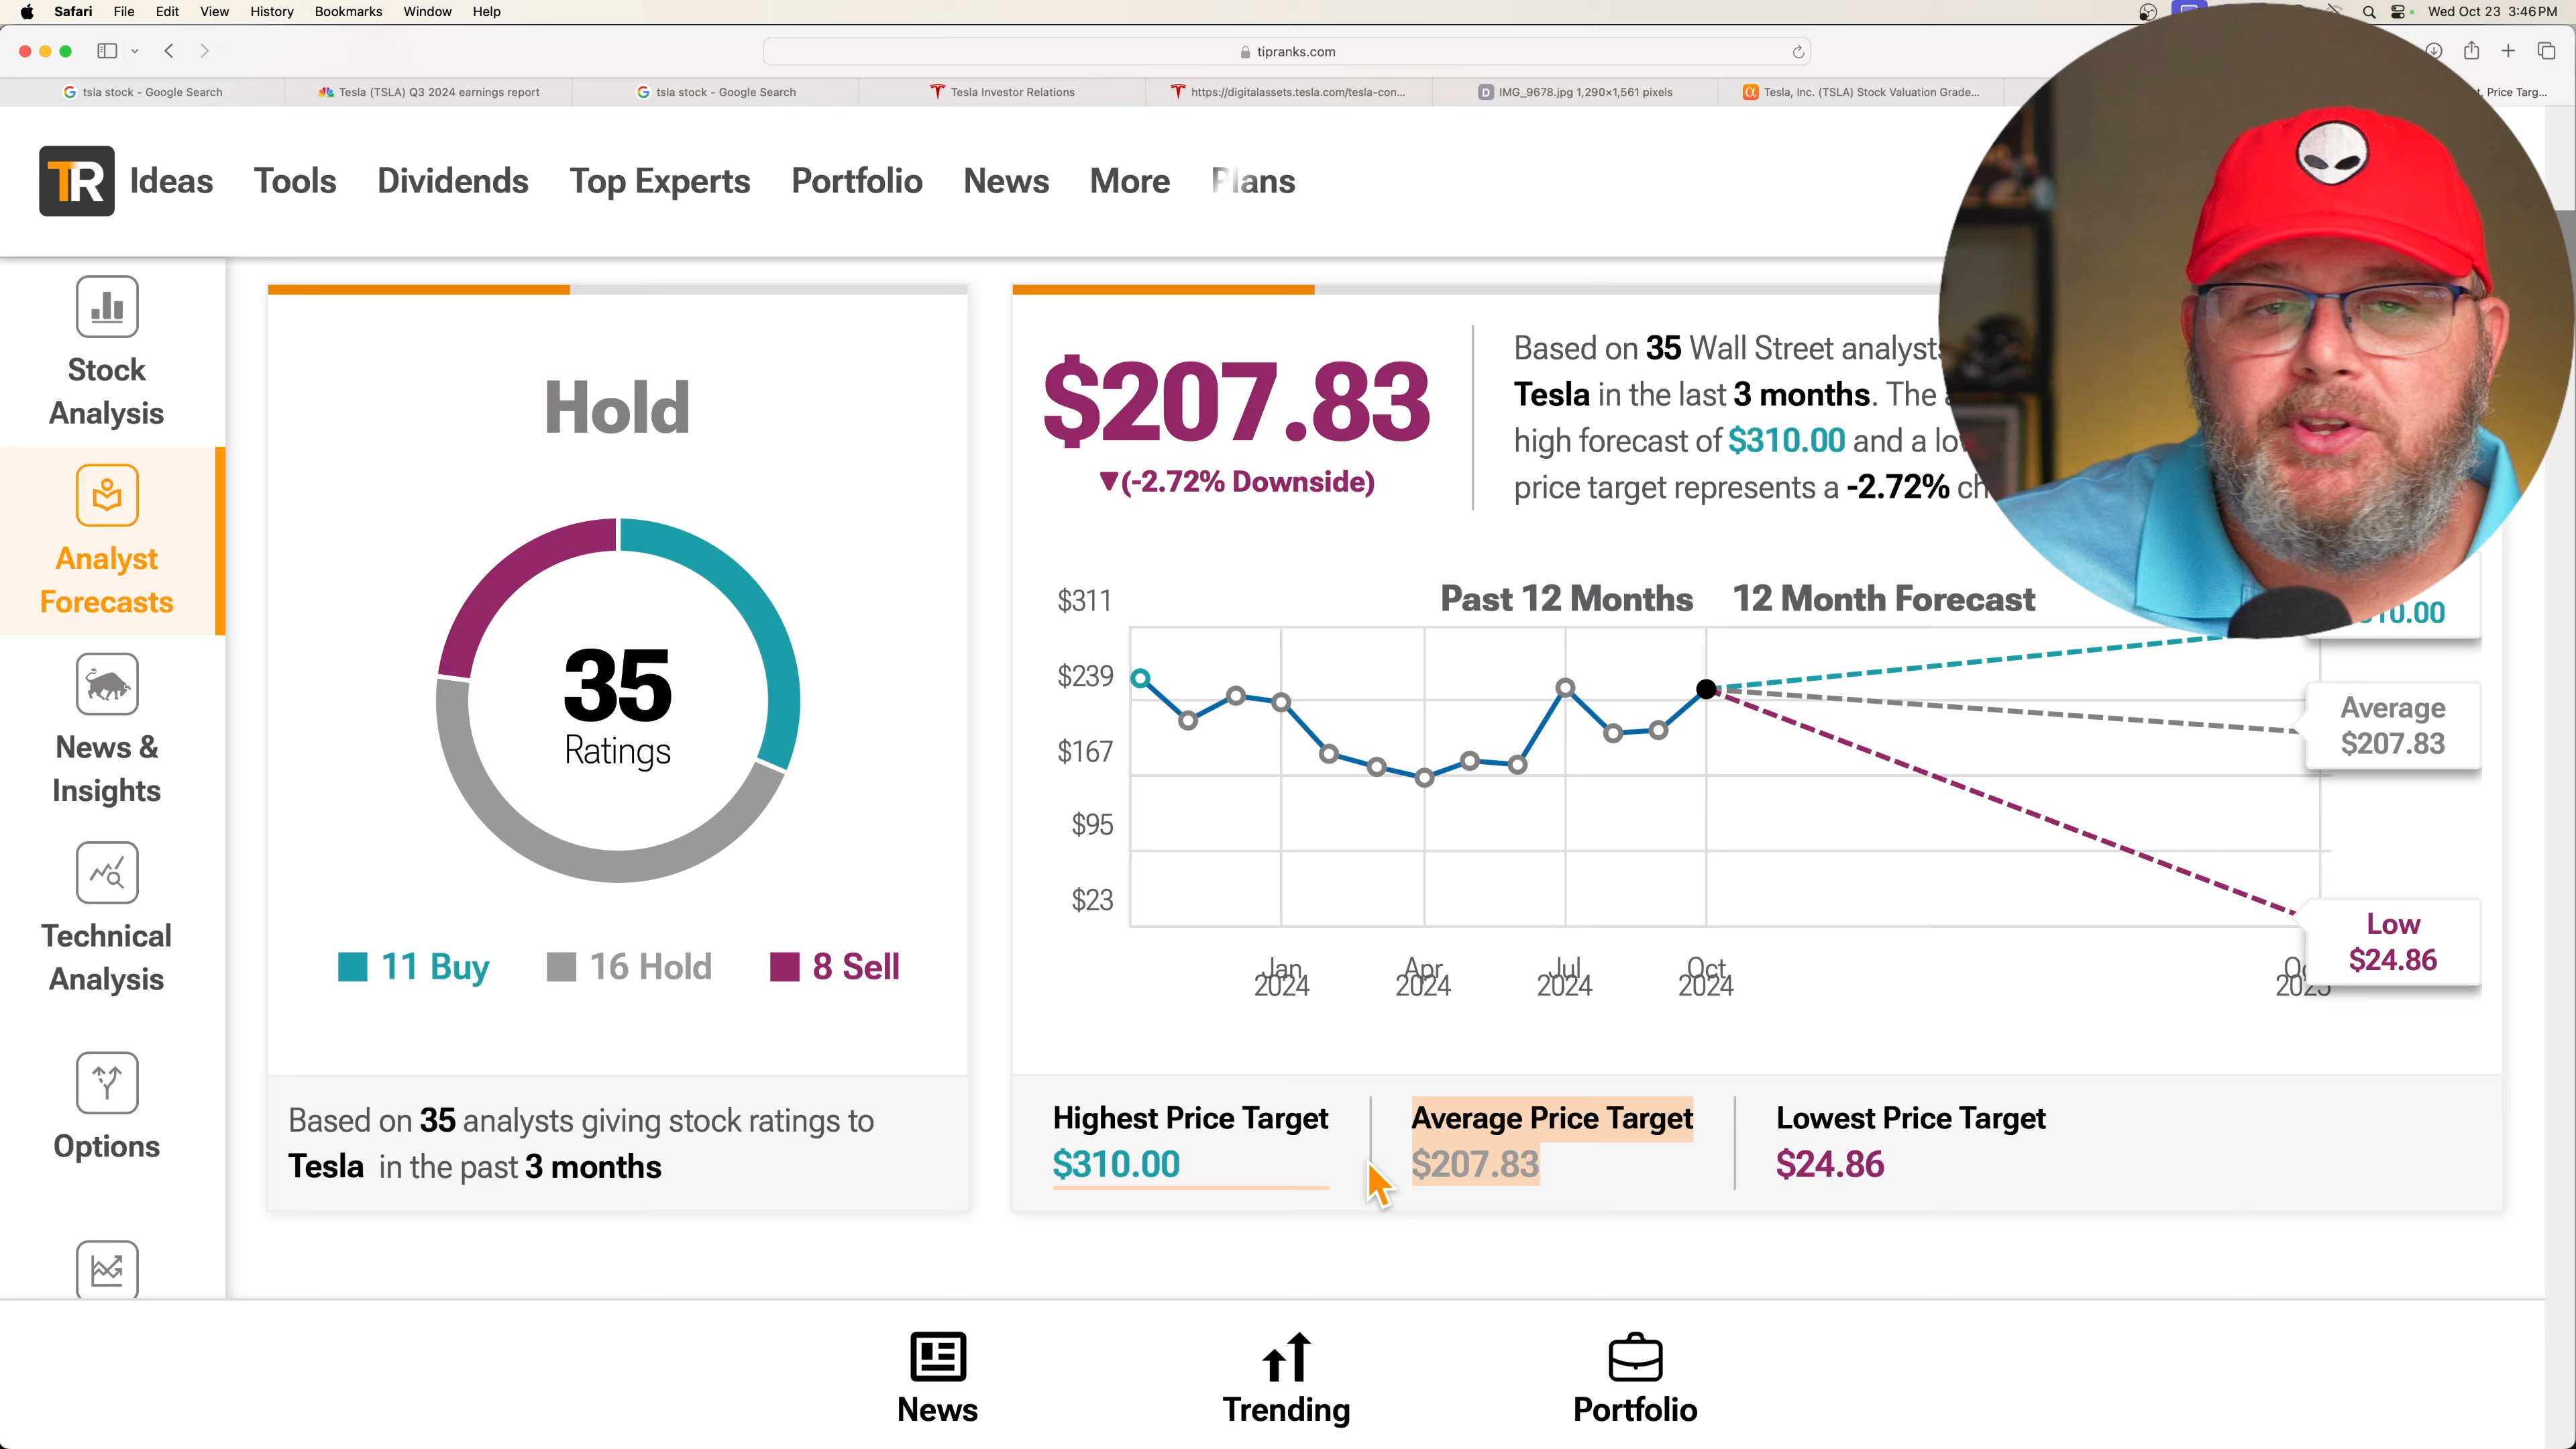 Safari File Edit View History Bookmarks Window Help
Wed Oct 23 3:46 PM
tipranks.com
tsla stock - Google Search
Tesla (TSLA) Q3 2024 earnings report
tsla stock - Google Search
Tesla Investor Relations
https://digitalassets.tesla.com/tesla-con...
IMG_9678.jpg 1,290×1,561 pixels
Tesla, Inc. (TSLA) Stock Valuation Grade...
Price Targ...
TR Ideas Tools Dividends Top Experts Portfolio News More Plans
Stock
Analysis
Analyst
Forecasts
News &
Insights
Technical
Analysis
Options
Hold
35
Ratings
11 Buy 16 Hold 8 Sell
Based on 35 analysts giving stock ratings to
Tesla in the past 3 months
$207.83
▼(-2.72% Downside)
Based on 35 Wall Street analysts
Tesla in the last 3 months. The
high forecast of $310.00 and a
price target represents a -2.72%
Past 12 Months 12 Month Forecast
$311
$239
$167
$95
$23
Jan
2024
Apr
2024
Jul
2024
Oct
2024
2025
10.00
Average
$207.83
Low
$24.86
Highest Price Target
$310.00
Average Price Target
$207.83
Lowest Price Target
$24.86
News Trending Portfolio